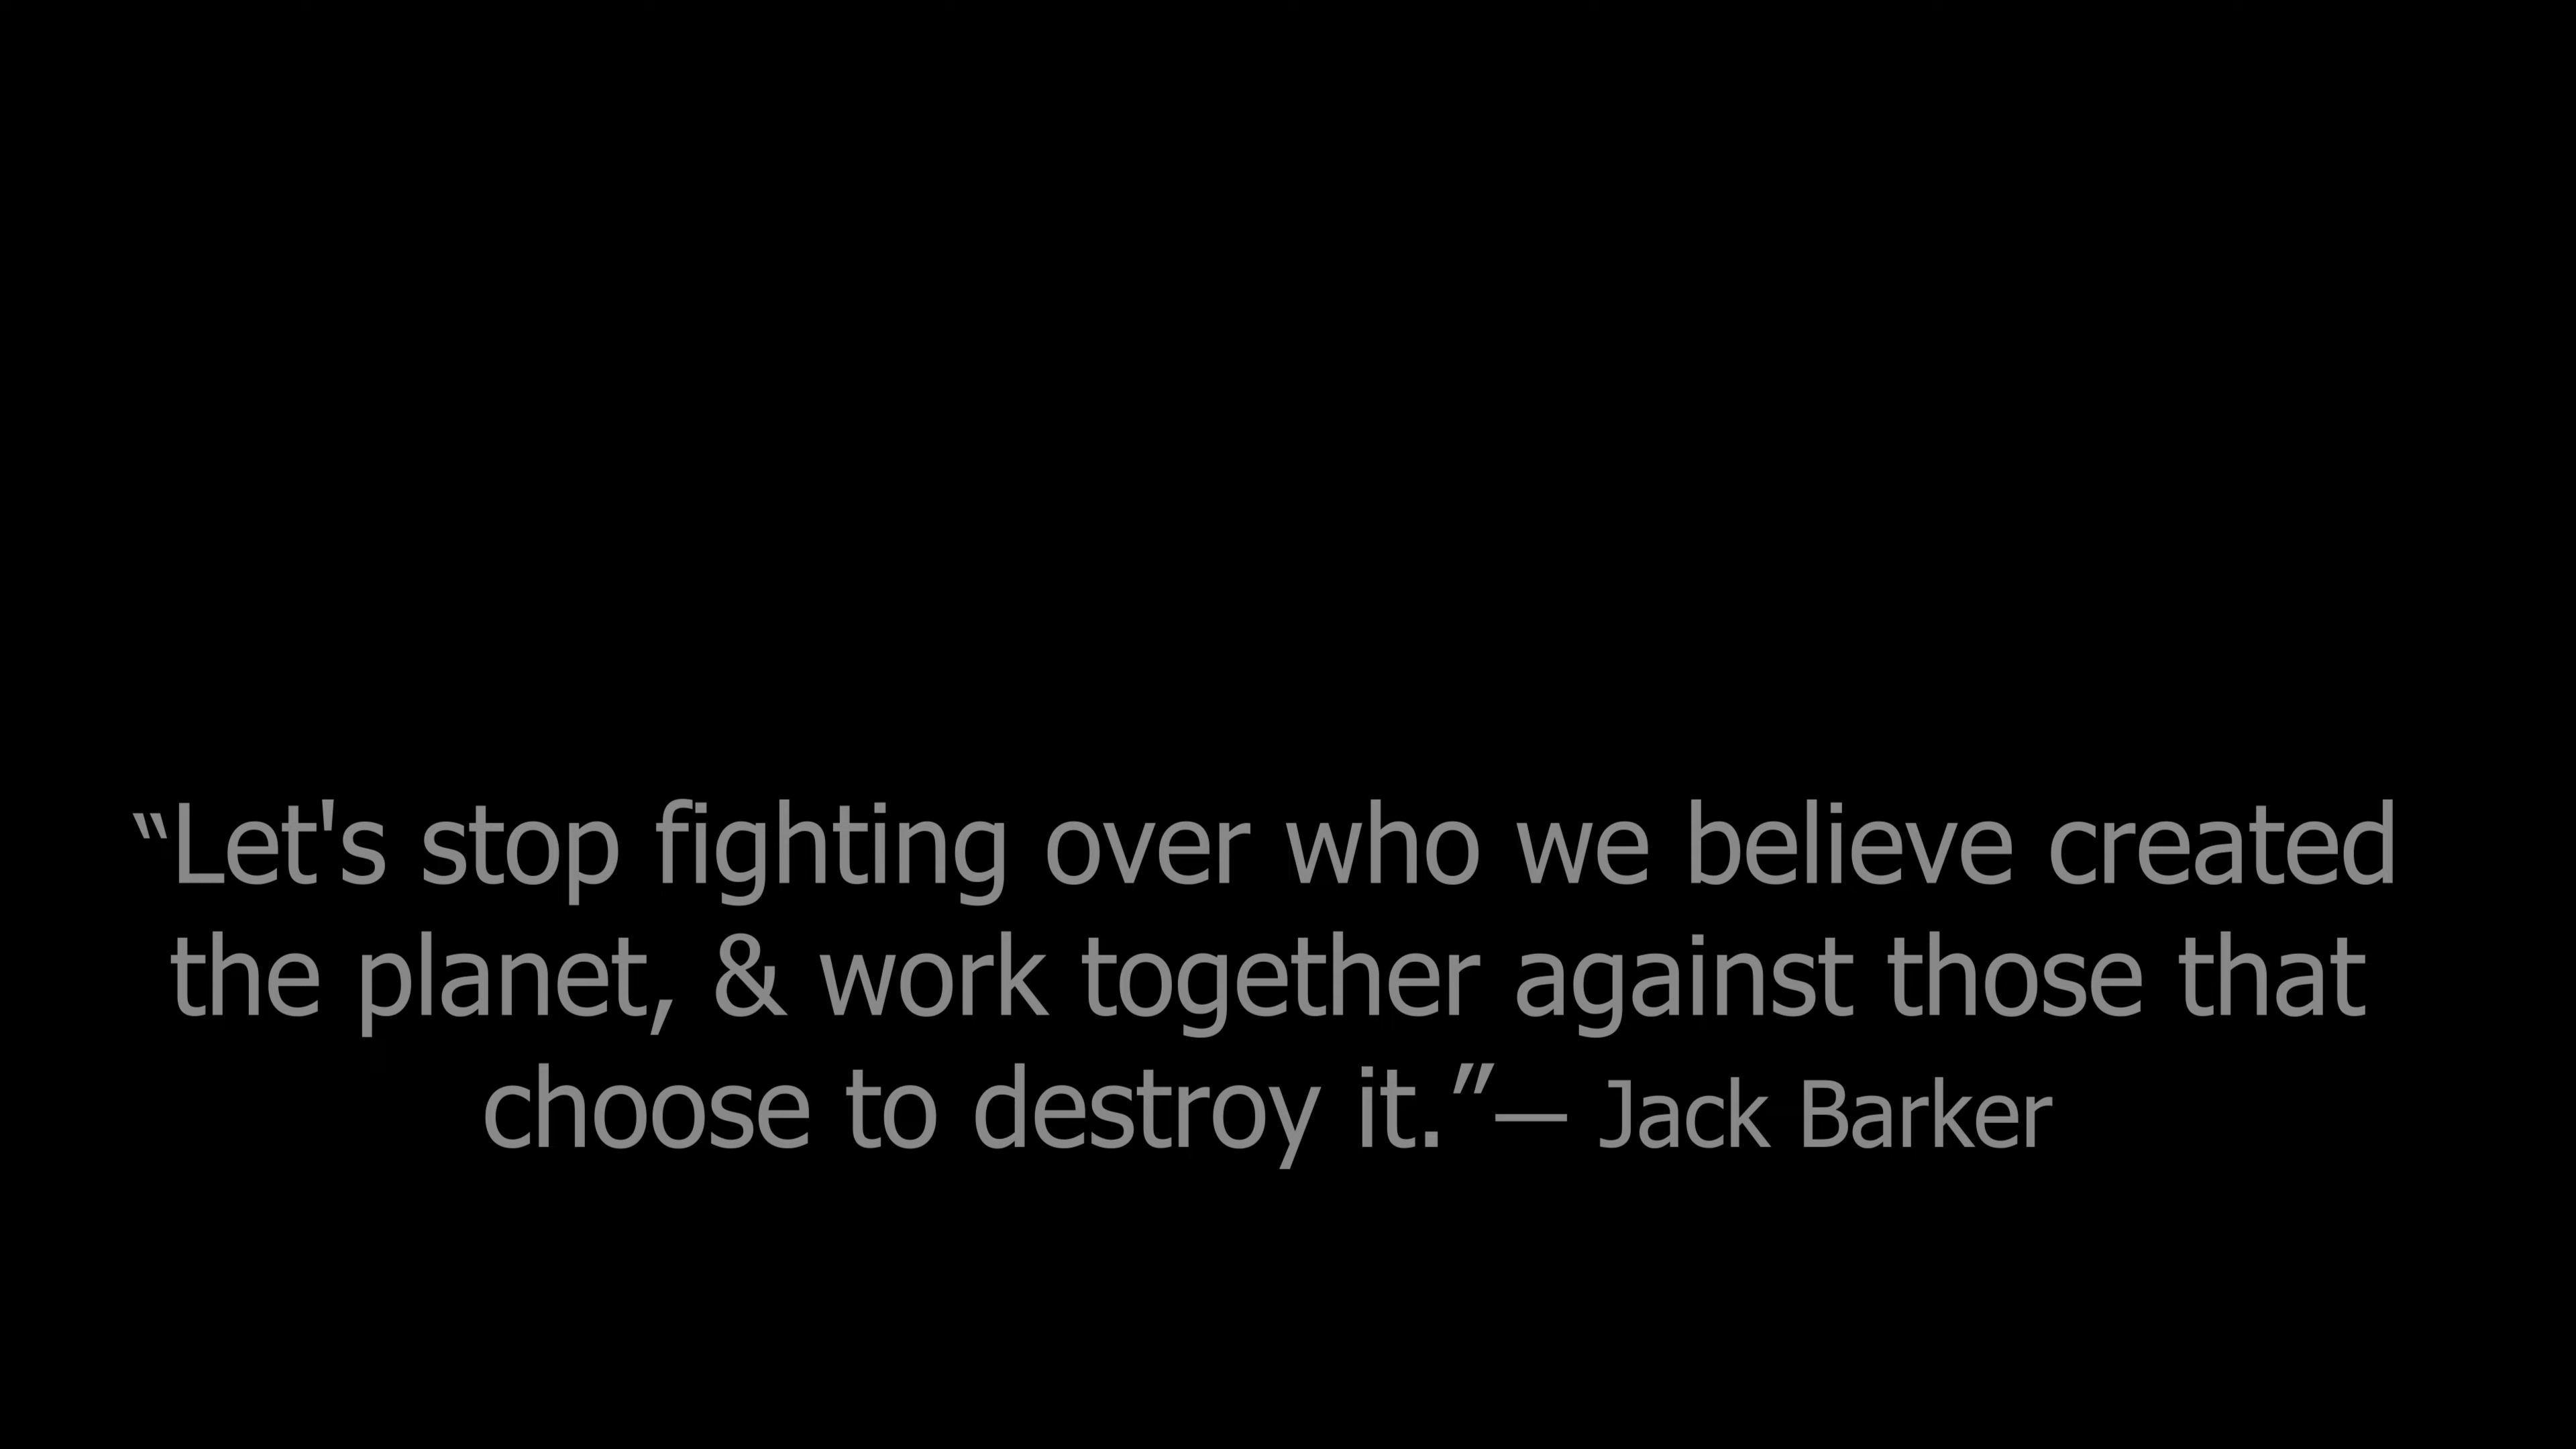 “Let's stop fighting over who we believe created
the planet, & work together against those that
choose to destroy it.”— Jack Barker